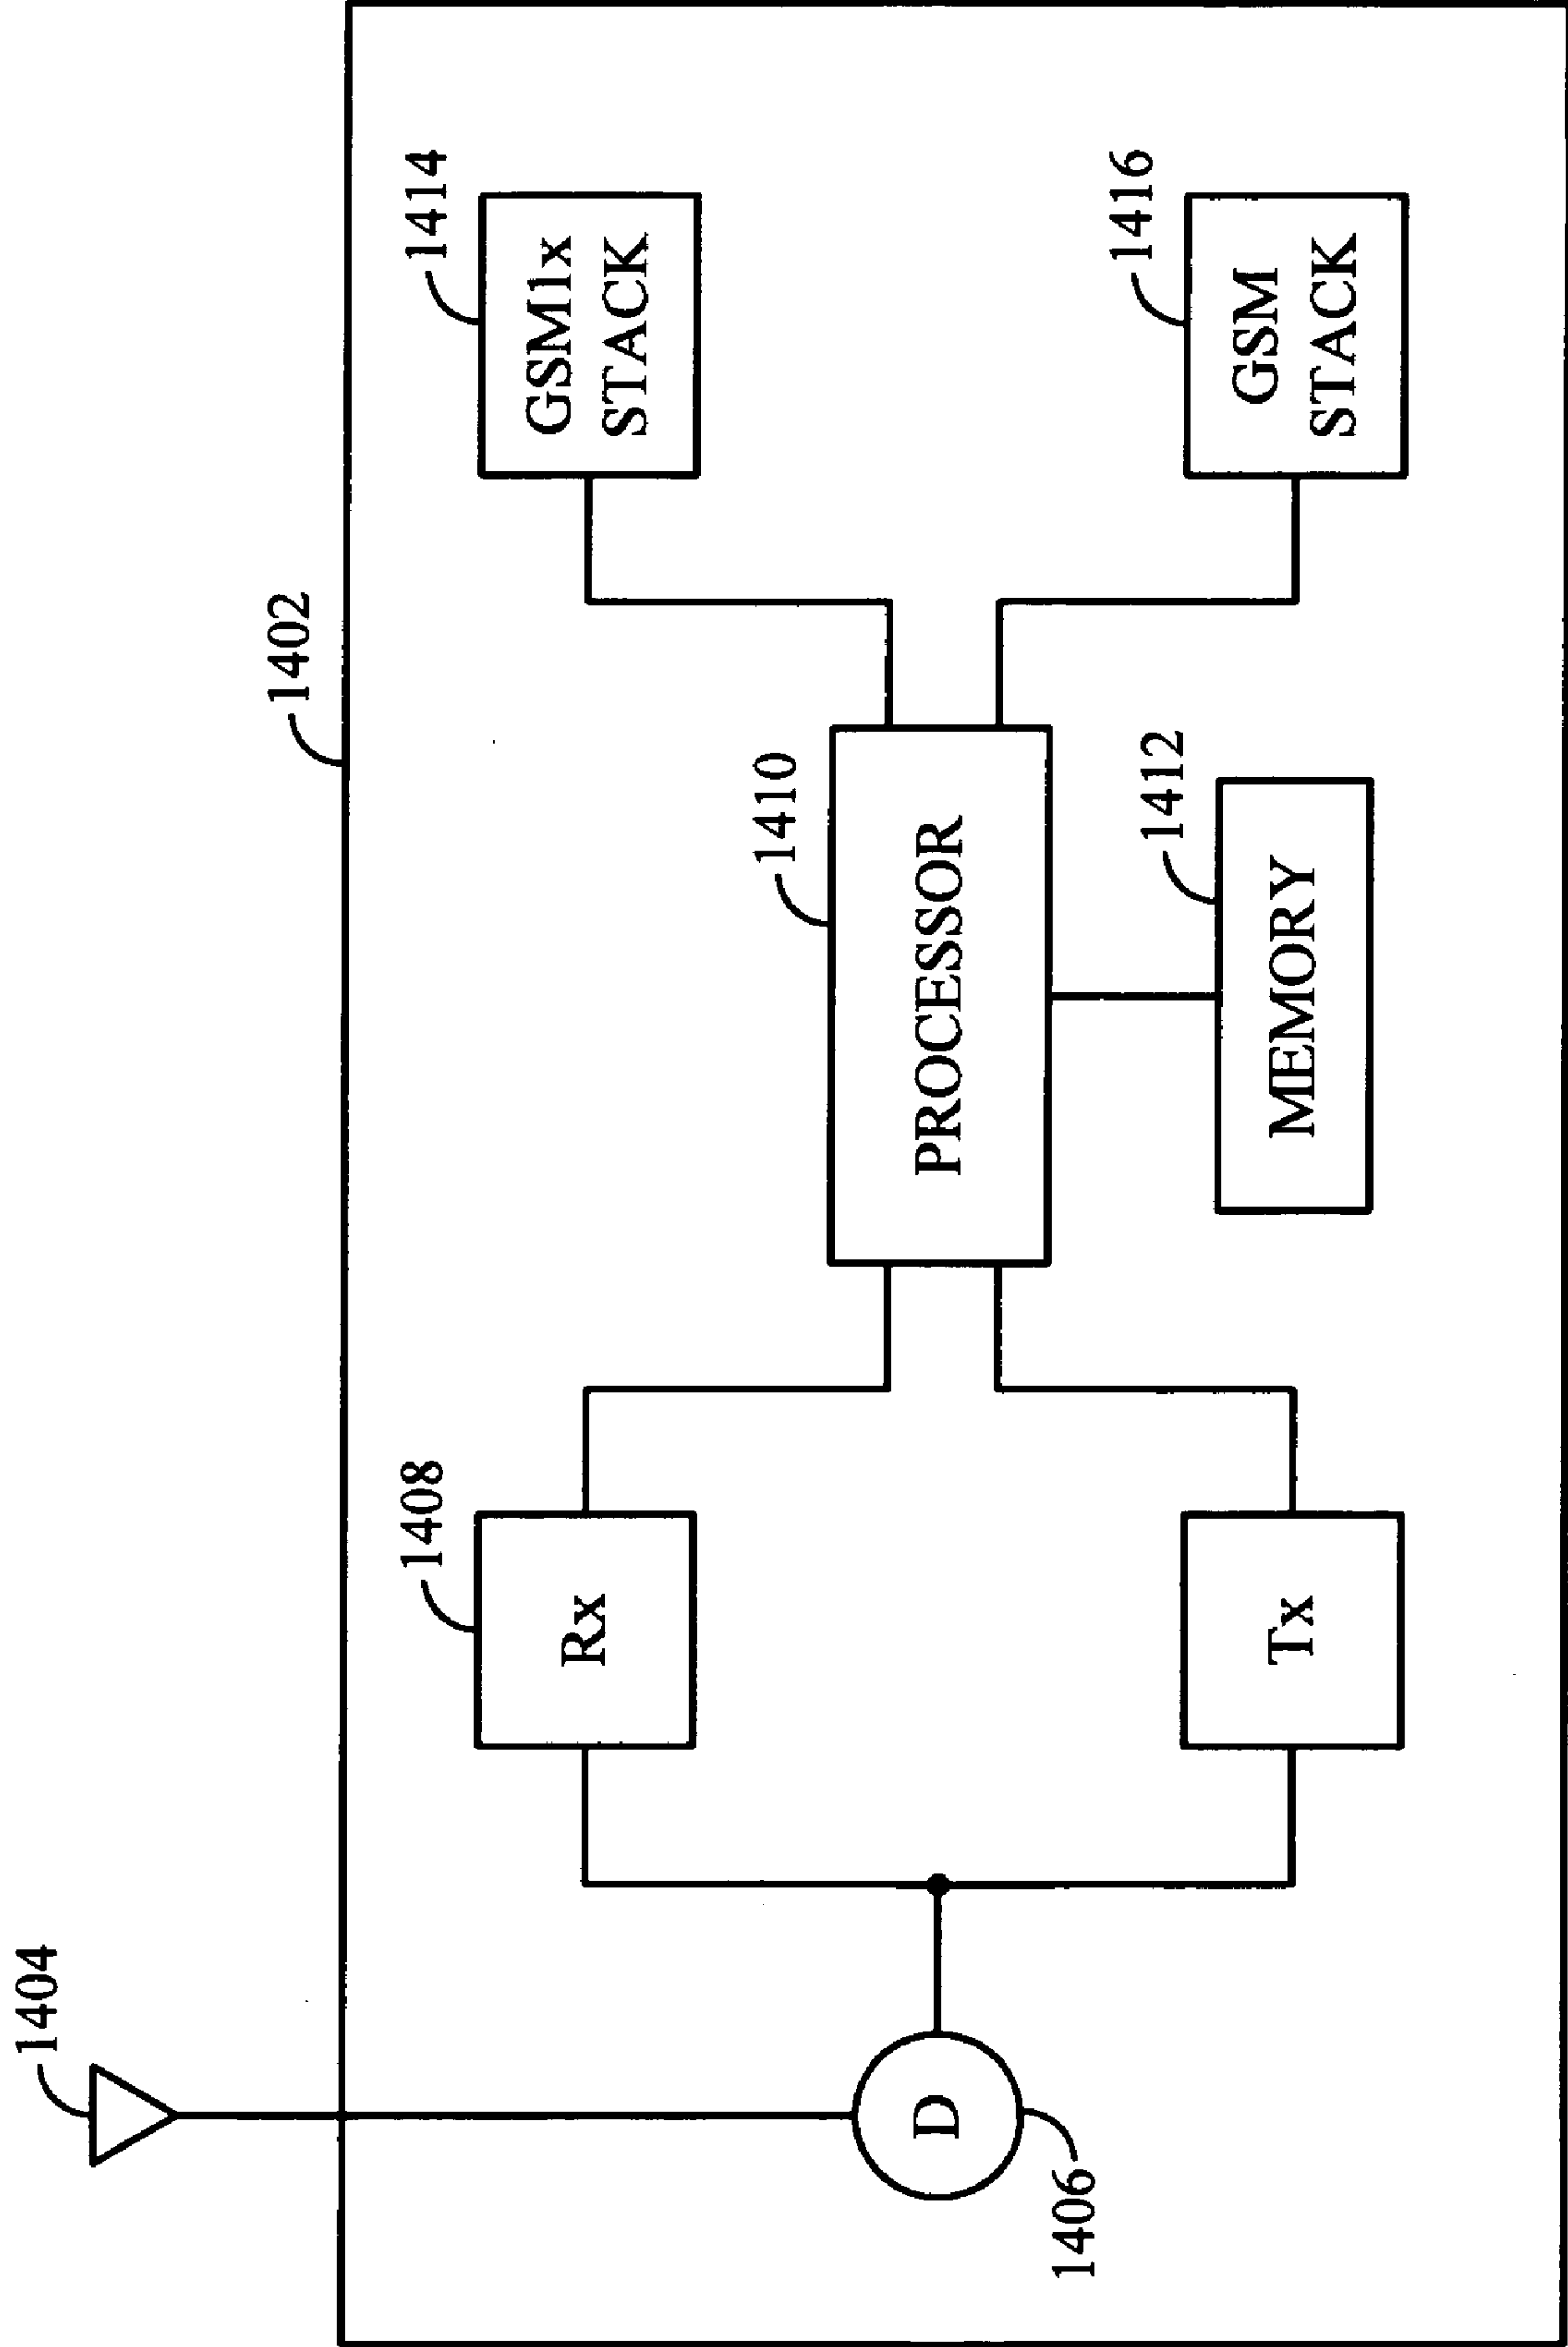 1404
1402
1408
Rx
1414
GSM1x
STACK
1410
PROCESSOR
D
1406
1412
MEMORY
Tx
1416
GSM
STACK